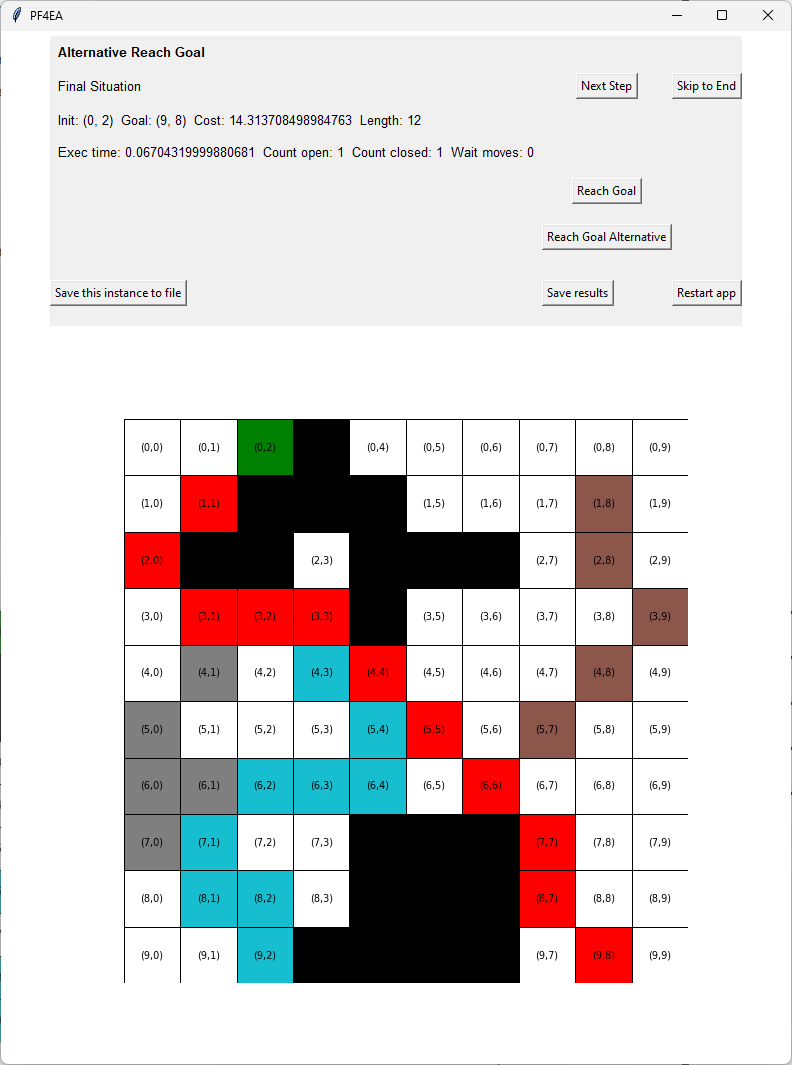 PF4EA
Alternative Reach Goal
Final Situation
Next Step
Skip to End
Init: (0, 2)  Goal: (9, 8)  Cost: 14.313708498984763  Length: 12
Exec time: 0.06704319999880681  Count open: 1  Count closed: 1  Wait moves: 0
Reach Goal
Reach Goal Alternative
Save this instance to file
Save results
Restart app
(0,0) (0,1) (0,2) (0,4) (0,5) (0,6) (0,7) (0,8) (0,9)
(1,0) (1,1) (1,5) (1,6) (1,7) (1,8) (1,9)
(2,0) (2,3) (2,7) (2,8) (2,9)
(3,0) (3,1) (3,2) (3,3) (3,5) (3,6) (3,7) (3,8) (3,9)
(4,0) (4,1) (4,2) (4,3) (4,4) (4,5) (4,6) (4,7) (4,8) (4,9)
(5,0) (5,1) (5,2) (5,3) (5,4) (5,5) (5,6) (5,7) (5,8) (5,9)
(6,0) (6,1) (6,2) (6,3) (6,4) (6,5) (6,6) (6,7) (6,8) (6,9)
(7,0) (7,1) (7,2) (7,3) (7,7) (7,8) (7,9)
(8,0) (8,1) (8,2) (8,3) (8,7) (8,8) (8,9)
(9,0) (9,1) (9,2) (9,7) (9,8) (9,9)